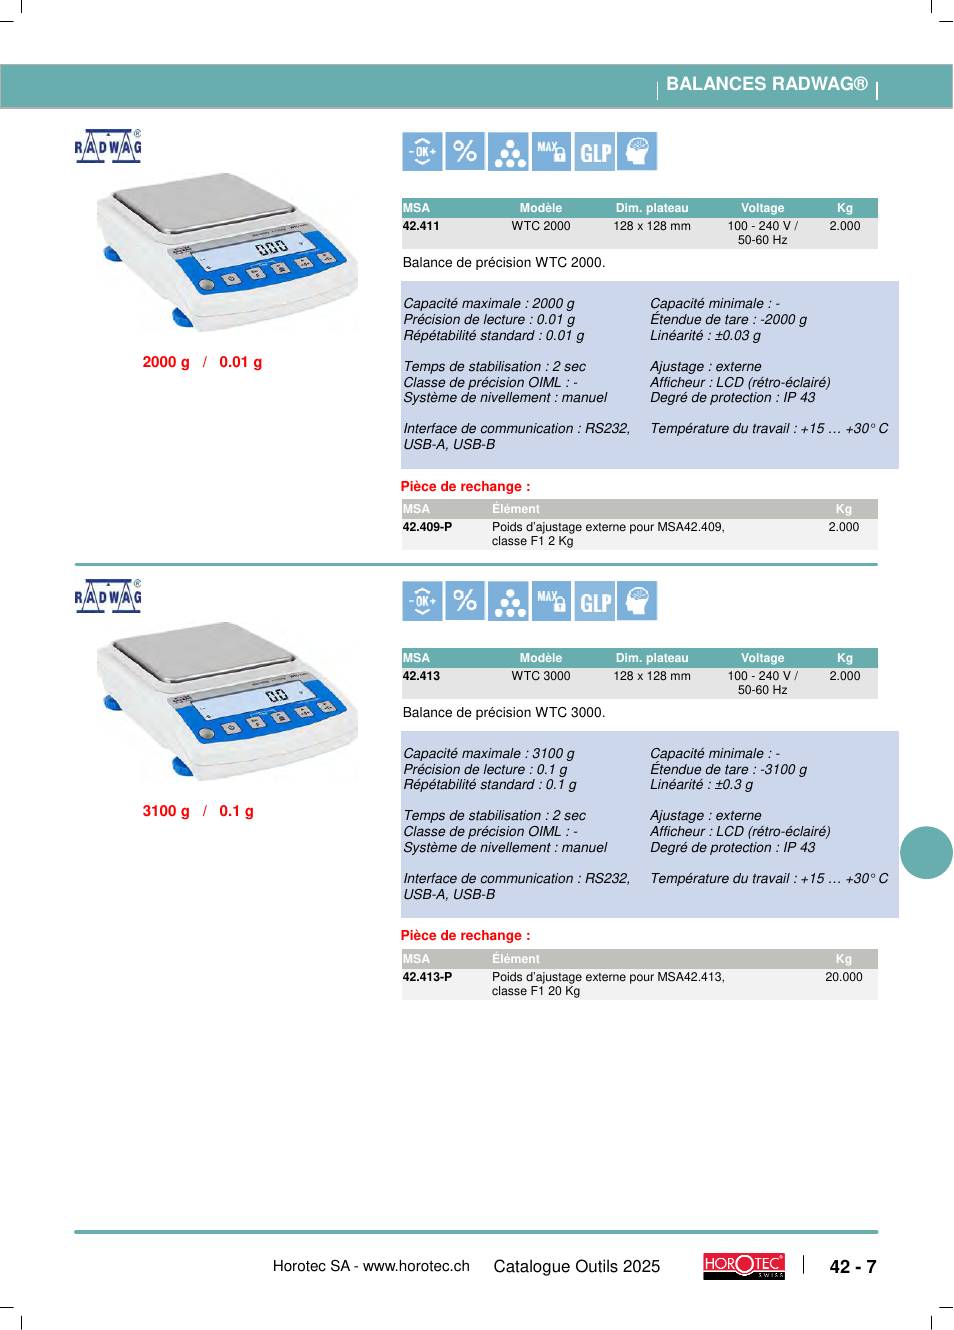 BALANCES RADWAG®
RADWAG®
-OK+ % MAX GLP
MSA Modèle Dim. plateau Voltage Kg
42.411 WTC 2000 128 x 128 mm 100 - 240 V / 2.000
50-60 Hz
Balance de précision WTC 2000.
0.00
2000 g / 0.01 g
Capacité maximale : 2000 g Capacité minimale : -
Précision de lecture : 0.01 g Étendue de tare : -2000 g
Répétabilité standard : 0.01 g Linéarité : ±0.03 g
Temps de stabilisation : 2 sec Ajustage : externe
Classe de précision OIML : - Afficheur : LCD (rétro-éclairé)
Système de nivellement : manuel Degré de protection : IP 43
Interface de communication : RS232, Température du travail : +15 … +30° C
USB-A, USB-B
Pièce de rechange :
MSA Élément Kg
42.409-P Poids d'ajustage externe pour MSA42.409, 2.000
classe F1 2 Kg
RADWAG®
-OK+ % MAX GLP
MSA Modèle Dim. plateau Voltage Kg
42.413 WTC 3000 128 x 128 mm 100 - 240 V / 2.000
50-60 Hz
Balance de précision WTC 3000.
0.0
3100 g / 0.1 g
Capacité maximale : 3100 g Capacité minimale : -
Précision de lecture : 0.1 g Étendue de tare : -3100 g
Répétabilité standard : 0.1 g Linéarité : ±0.3 g
Temps de stabilisation : 2 sec Ajustage : externe
Classe de précision OIML : - Afficheur : LCD (rétro-éclairé)
Système de nivellement : manuel Degré de protection : IP 43
Interface de communication : RS232, Température du travail : +15 … +30° C
USB-A, USB-B
Pièce de rechange :
MSA Élément Kg
42.413-P Poids d'ajustage externe pour MSA42.413, 20.000
classe F1 20 Kg
Horotec SA - www.horotec.ch Catalogue Outils 2025 HOROTEC® SWISS 42 - 7